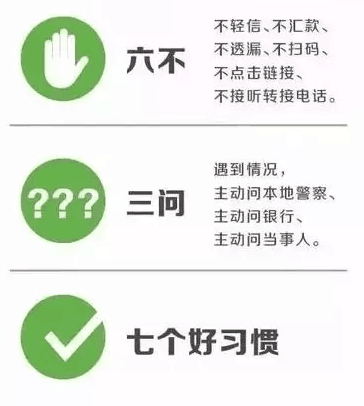 六不
不轻信、不汇款、
不透漏、不扫码、
不点击链接、
不接听转接电话。
???
三问
遇到情况，
主动问本地警察、
主动问银行、
主动问当事人。
七个好习惯